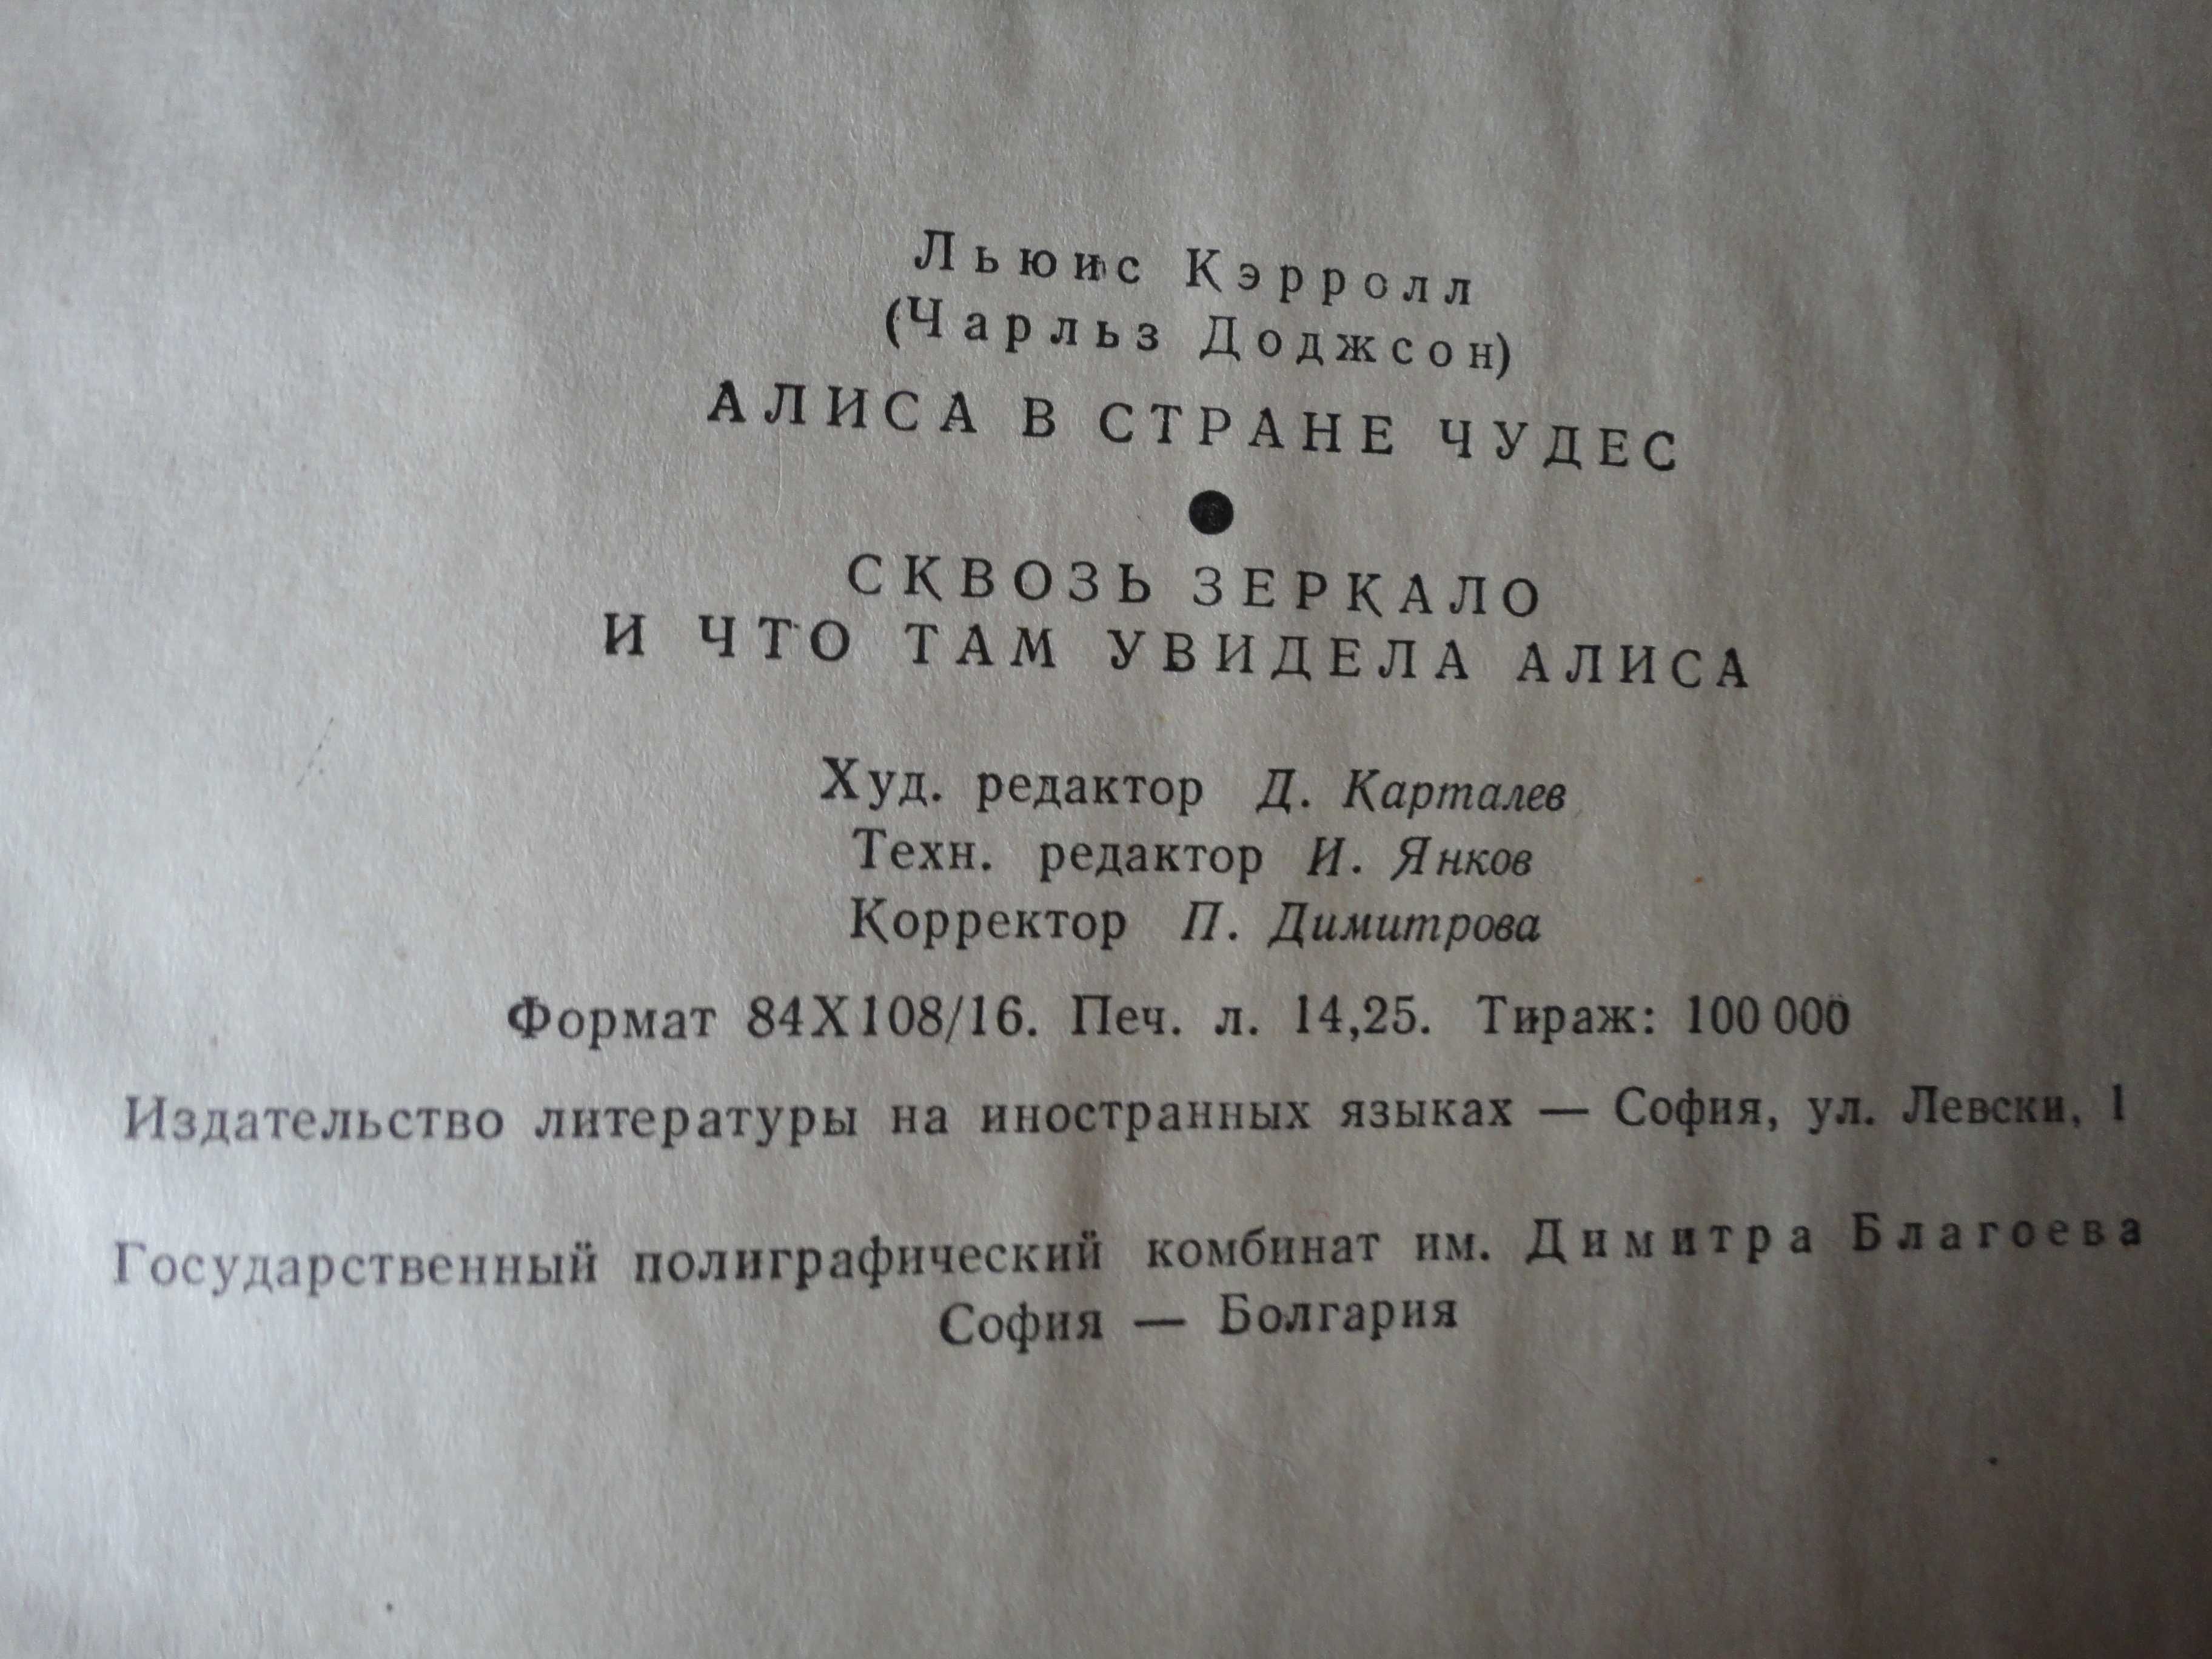 Льюис Кэрролл
(Чарльз Доджсон)
АЛИСА В СТРАНЕ ЧУДЕС
●
СКВОЗЬ ЗЕРКАЛО
И ЧТО ТАМ УВИДЕЛА АЛИСА
Худ. редактор Д. Карталев
Техн. редактор И. Янков
Корректор П. Димитрова
Формат 84X108/16. Печ. л. 14,25. Тираж: 100 000
Издательство литературы на иностранных языках — София, ул. Левски, 1
Государственный полиграфический комбинат им. Димитра Благоева
София — Болгария